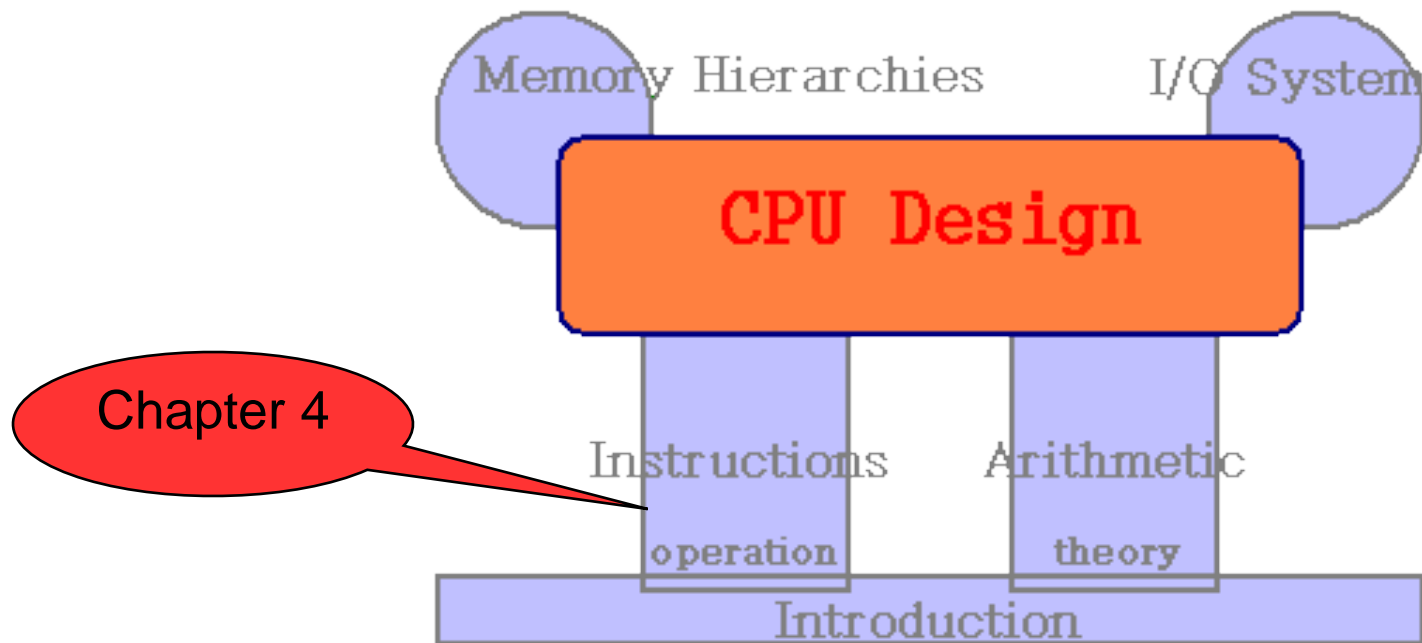 Memory Hierarchies
I/O System
CPU Design
Chapter 4
Instructions
Arithmetic
operation
theory
Introduction